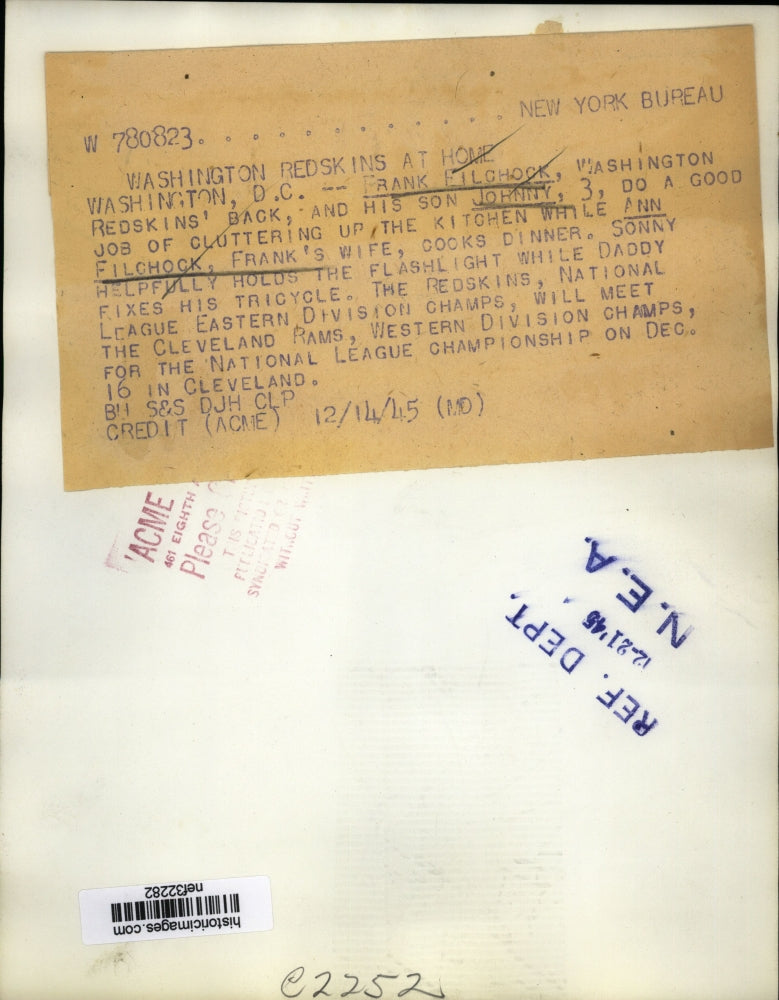 W 780823. . . . . . . . . . . . NEW YORK BUREAU
WASHINGTON REDSKINS AT HOME
WASHINGTON, D.C. -- FRANK FILCHOCK, WASHINGTON
REDSKINS' BACK, AND HIS SON JOHNNY, 3, DO A GOOD
JOB OF CLUTTERING UP THE KITCHEN WHILE ANN
FILCHOCK, FRANK'S WIFE, COOKS DINNER. SONNY
HELPFULLY HOLDS THE FLASHLIGHT WHILE DADDY
FIXES HIS TRICYCLE. THE REDSKINS, NATIONAL
LEAGUE EASTERN DIVISION CHAMPS, WILL MEET
THE CLEVELAND RAMS, WESTERN DIVISION CHAMPS,
FOR THE NATIONAL LEAGUE CHAMPIONSHIP ON DEC.
16 IN CLEVELAND.
BH S&S DJH CLP
CREDIT (ACME) 12/14/45 (MD)
ACME
461 EIGHTH
Please
THIS
SYNDICATED
WITHOUT
REF. DEPT.
12-21'45
N.E.A.
historicimages.com
nef32282
C2252